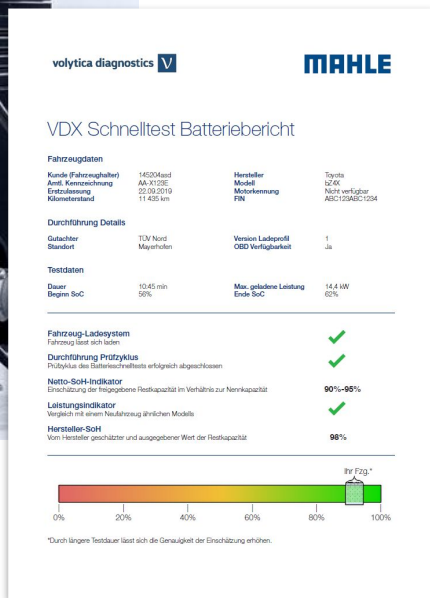 volytica diagnostics V
MAHLE
VDX Schnelltest Batteriebericht
Fahrzeugdaten
Kunde (Fahrzeughalter) 145204asd Hersteller Toyota
Amtl. Kennzeichnung AA-X123E Modell bZ4X
Erstzulassung 22.09.2019 Motorkennung Nicht verfügbar
Kilometerstand 11 435 km FIN ABC123ABC1234
Durchführung Details
Gutachter TÜV Nord Version Ladeprofil 1
Standort Mayerhofen OBD Verfügbarkeit Ja
Testdaten
Dauer 10:45 min Max. geladene Leistung 14,4 kW
Beginn SoC 56% Ende SoC 62%
Fahrzeug-Ladesystem
Fahrzeug lässt sich laden
Durchführung Prüfzyklus
Prüfzyklus des Batterieschnelltests erfolgreich abgeschlossen
Netto-SoH-Indikator
Einschätzung der freigegebene Restkapazität im Verhältnis zur Nennkapazität 90%-95%
Leistungsindikator
Vergleich mit einem Neufahrzeug ähnlichen Modells
Hersteller-SoH
Vom Hersteller geschätzter und ausgegebener Wert der Restkapazität 98%
Ihr Fzg.*
0% 20% 40% 60% 80% 100%
*Durch längere Testdauer lässt sich die Genauigkeit der Einschätzung erhöhen.